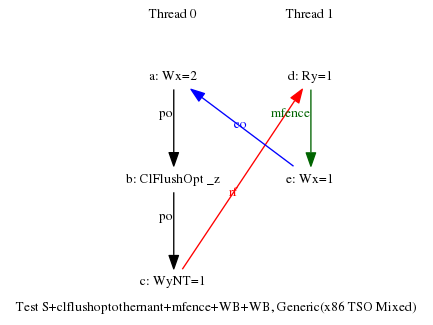 Thread 0 Thread 1
a: Wx=2 d: Ry=1
po mfence
co
b: ClFlushOpt _z e: Wx=1
rf
po
c: WyNT=1
Test S+clflushoptothernant+mfence+WB+WB, Generic(x86 TSO Mixed)